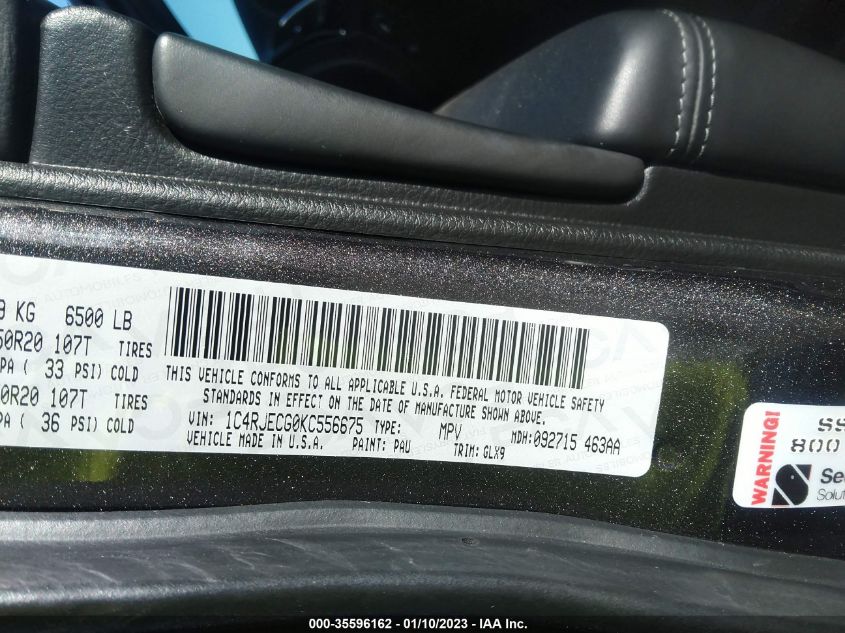 9 KG 6500 LB
50R20 107T TIRES
PA ( 33 PSI) COLD
50R20 107T TIRES
PA ( 36 PSI) COLD
THIS VEHICLE CONFORMS TO ALL APPLICABLE U.S.A. FEDERAL MOTOR VEHICLE SAFETY
STANDARDS IN EFFECT ON THE DATE OF MANUFACTURE SHOWN ABOVE.
VIN: 1C4RJECG0KC556675 TYPE: MPV MDH:092715 463AA
VEHICLE MADE IN U.S.A. PAINT: PAU TRIM: GLX9
WARNING!
800
Solu
000-35596162 - 01/10/2023 - © IAA Inc.